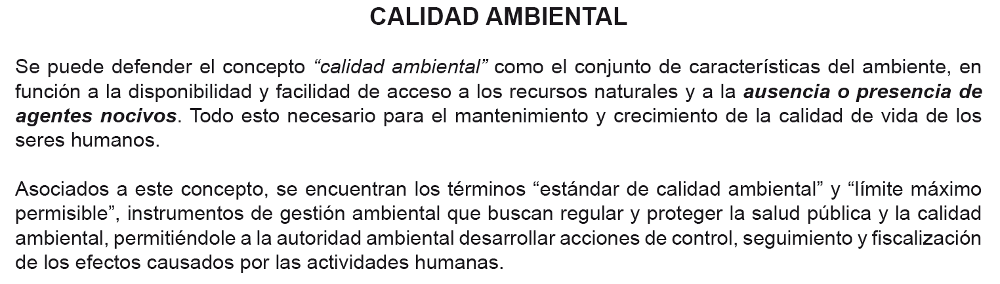 CALIDAD AMBIENTAL
Se puede defender el concepto “calidad ambiental” como el conjunto de características del ambiente, en
función a la disponibilidad y facilidad de acceso a los recursos naturales y a la ausencia o presencia de
agentes nocivos. Todo esto necesario para el mantenimiento y crecimiento de la calidad de vida de los
seres humanos.
Asociados a este concepto, se encuentran los términos “estándar de calidad ambiental” y “límite máximo
permisible”, instrumentos de gestión ambiental que buscan regular y proteger la salud pública y la calidad
ambiental, permitiéndole a la autoridad ambiental desarrollar acciones de control, seguimiento y fiscalización
de los efectos causados por las actividades humanas.